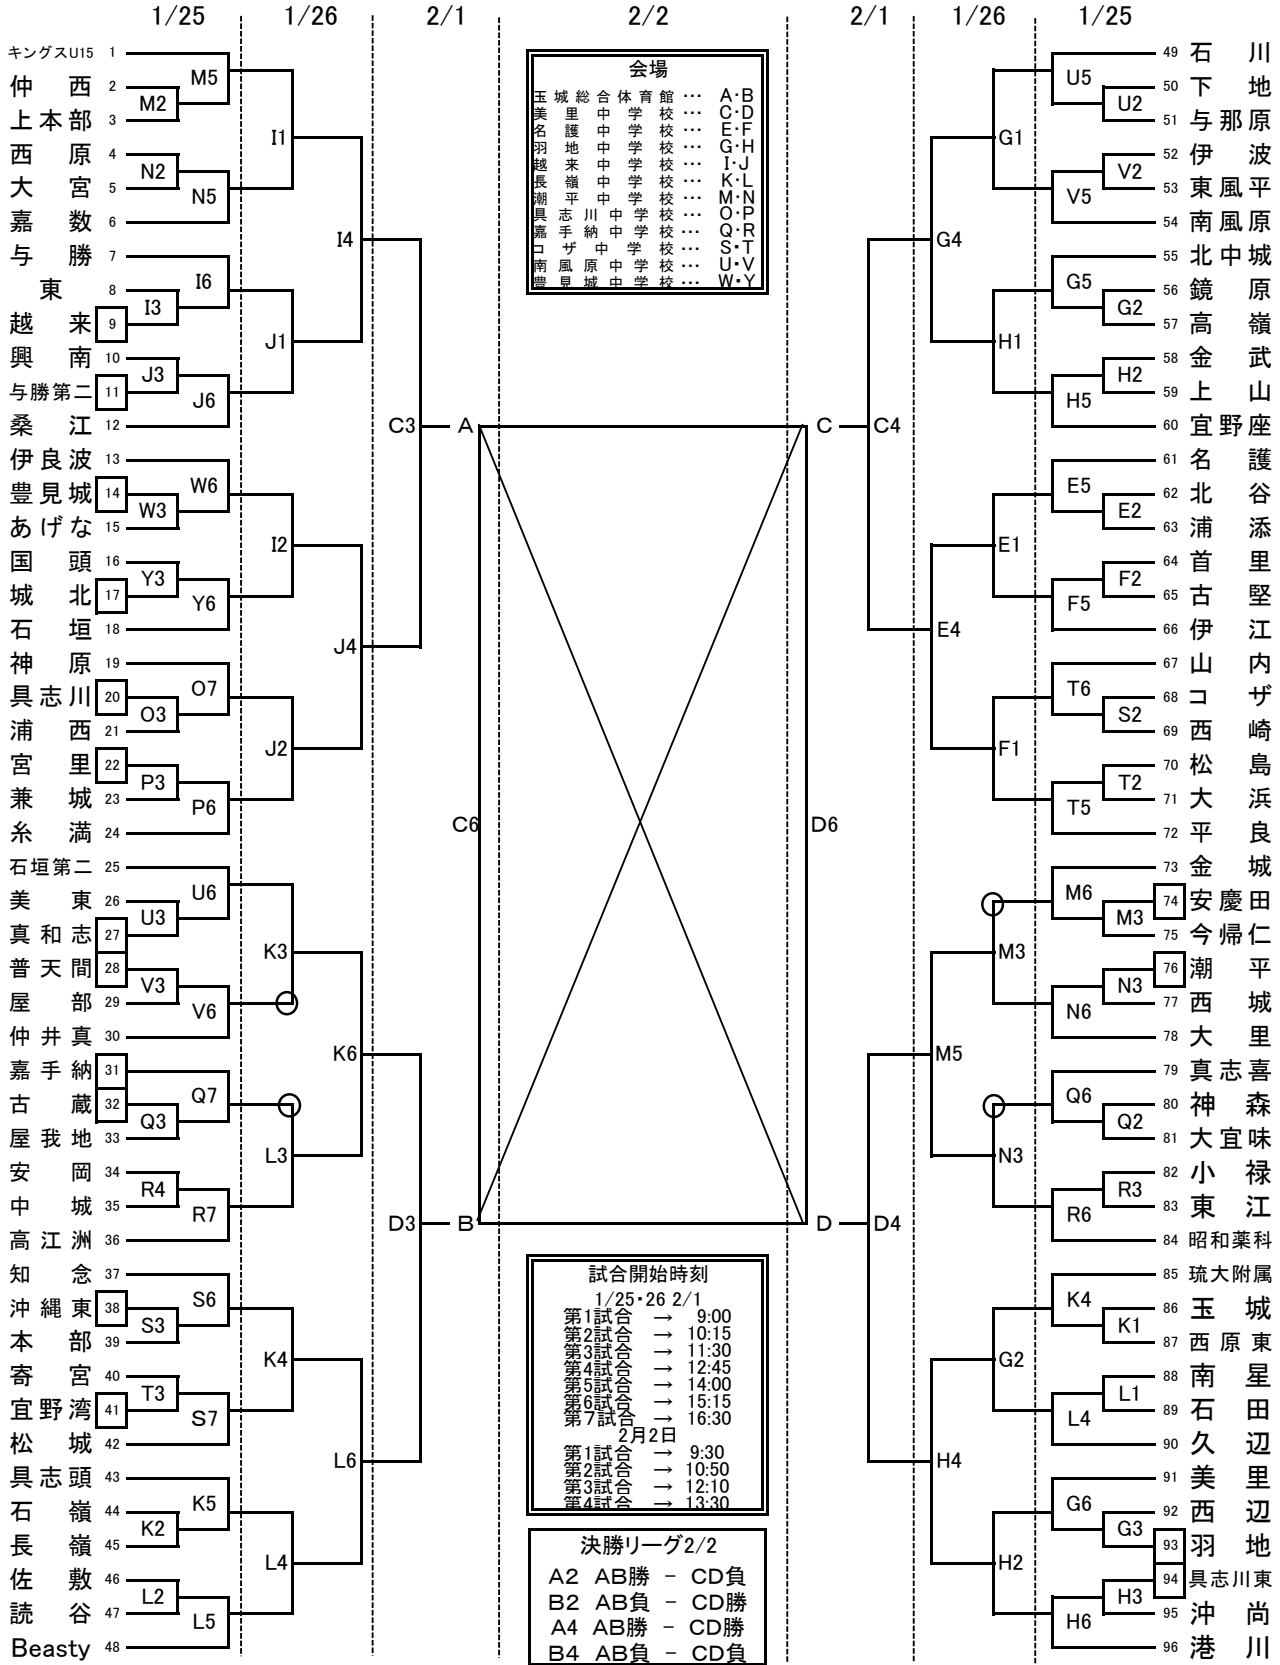 1/25 1/26 2/1 2/2 2/1 1/26 1/25
キングスU15 1
仲西 2
上本部 3
西原 4
大宮 5
嘉数 6
与勝 7
東 8
越来 9
興南 10
与勝第二 11
桑江 12
伊良波 13
豊見城 14
あげな 15
国頭 16
城北 17
石垣 18
神原 19
具志川 20
浦西 21
宮里 22
兼城 23
糸満 24
石垣第二 25
美東 26
真和志 27
普天間 28
屋部 29
仲井真 30
嘉手納 31
古蔵 32
屋我地 33
安岡 34
中城 35
高江洲 36
知念 37
沖縄東 38
本部 39
寄宮 40
宜野湾 41
松城 42
具志頭 43
石嶺 44
長嶺 45
佐敷 46
読谷 47
Beasty 48
M5
M2
N2
N5
I6
I3
J3
J6
W6
W3
Y3
Y6
O7
O3
P3
P6
U6
U3
V3
V6
Q7
Q3
R4
R7
S6
S3
T3
S7
K5
K2
L2
L5
I1
J1
I2
J2
K3
L3
K4
L4
I4
J4
K6
L6
C3
D3
A
B
C6
会場
玉城総合体育館… A・B
美里中学校… C・D
名護中学校… E・F
羽地中学校… G・H
越来中学校… I・J
長嶺中学校… K・L
潮平中学校… M・N
具志川中学校… O・P
嘉手納中学校… Q・R
コザ中学校… S・T
南風原中学校… U・V
豊見城中学校… W・Y
試合開始時刻
1/25・26 2/1
第1試合 → 9:00
第2試合 → 10:15
第3試合 → 11:30
第4試合 → 12:45
第5試合 → 14:00
第6試合 → 15:15
第7試合 → 16:30
2月2日
第1試合 → 9:30
第2試合 → 10:50
第3試合 → 12:10
第4試合 → 13:30
決勝リーグ2/2
A2 AB勝 - CD負
B2 AB負 - CD勝
A4 AB勝 - CD勝
B4 AB負 - CD負
D6
C
D
C4
D4
G4
E4
M5
H4
G1
H1
E1
F1
M3
N3
G2
H2
U5
U2
V2
V5
G5
G2
H2
H5
E5
E2
F2
F5
T6
S2
T2
T5
M6
M3
N3
N6
Q6
Q2
R3
R6
K4
K1
L1
L4
G6
G3
H3
H6
49 石川
50 下地
51 与那原
52 伊波
53 東風平
54 南風原
55 北中城
56 鏡原
57 高嶺
58 金武
59 上山
60 宜野座
61 名護
62 北谷
63 浦添
64 首里
65 古堅
66 伊江
67 山内
68 コザ
69 西崎
70 松島
71 大浜
72 平良
73 金城
74 安慶田
75 今帰仁
76 潮平
77 西城
78 大里
79 真志喜
80 神森
81 大宜味
82 小禄
83 東江
84 昭和薬科
85 琉大附属
86 玉城
87 西原東
88 南星
89 石田
90 久辺
91 美里
92 西辺
93 羽地
94 具志川東
95 沖尚
96 港川